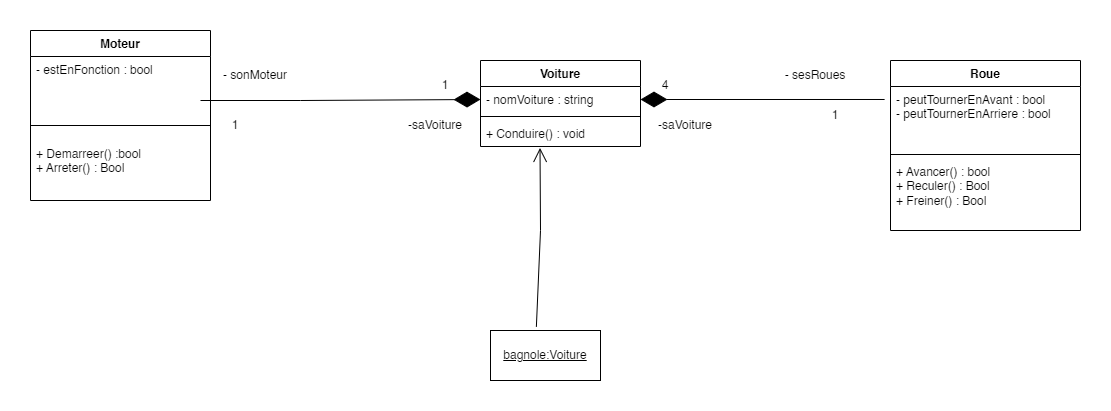 Moteur
- estEnFonction : bool
+ Demarreer() :bool
+ Arreter() : Bool
- sonMoteur
1
1
-saVoiture
Voiture
- nomVoiture : string
+ Conduire() : void
4
-saVoiture
- sesRoues
1
Roue
- peutTournerEnAvant : bool
- peutTournerEnArriere : bool
+ Avancer() : bool
+ Reculer() : Bool
+ Freiner() : Bool
bagnole:Voiture